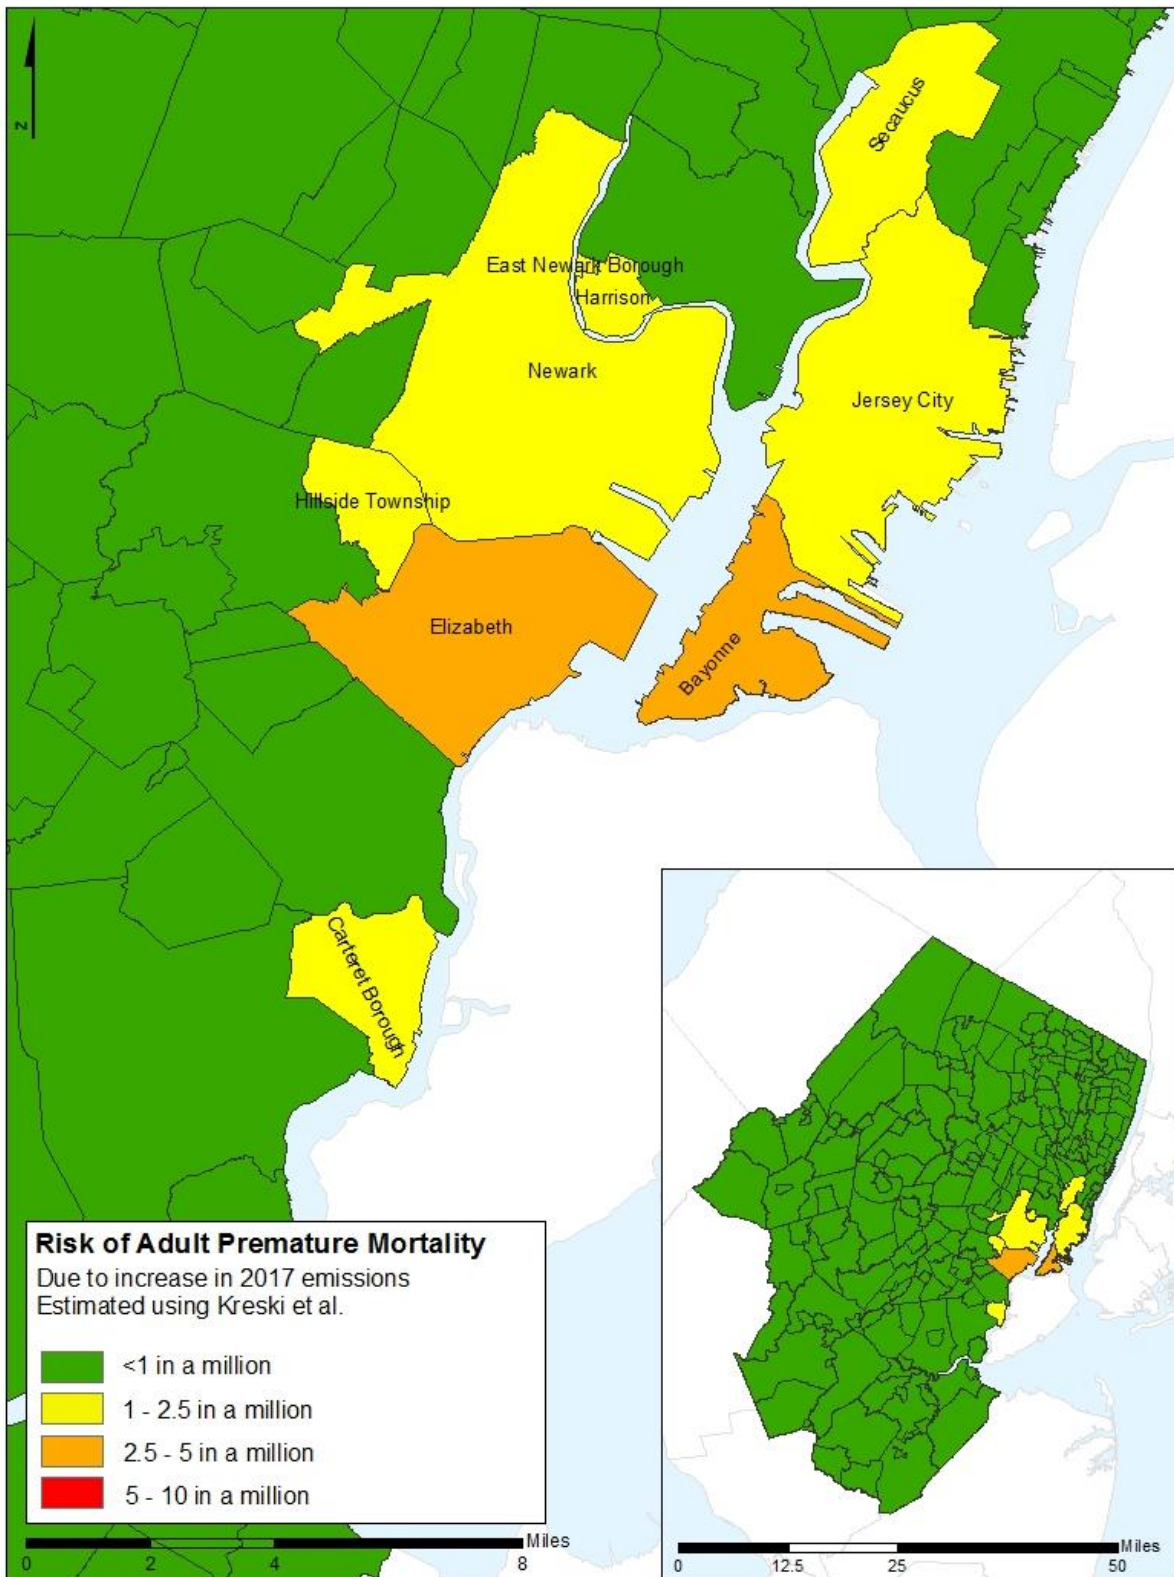 N
Secaucus
East Newark Borough
Harrison
Newark
Jersey City
Hillside Township
Elizabeth
Bayonne
Carteret Borough
Risk of Adult Premature Mortality
Due to increase in 2017 emissions
Estimated using Kreski et al.
<1 in a million
1 - 2.5 in a million
2.5 - 5 in a million
5 - 10 in a million
Miles
0 2 4 8
Miles
0 12.5 25 50